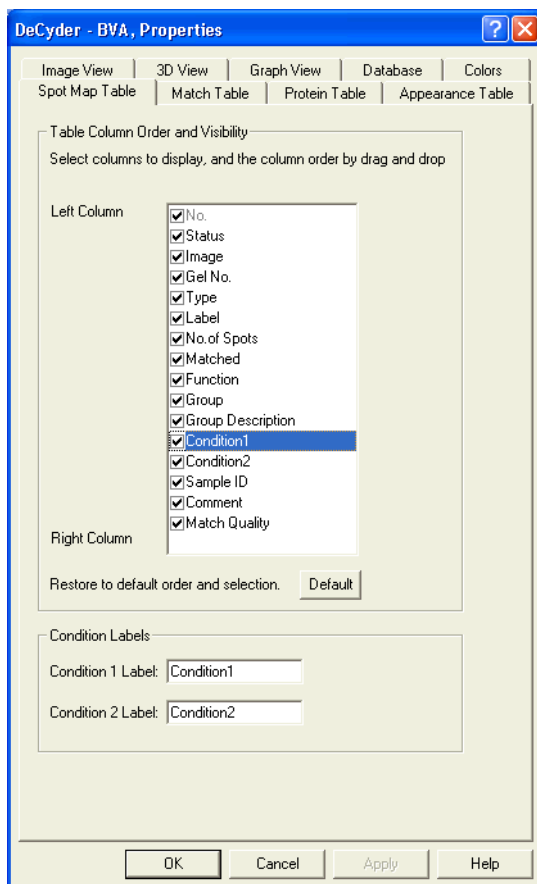 DeCyder - BVA, Properties
Image View
3D View
Graph View
Database
Colors
Spot Map Table
Match Table
Protein Table
Appearance Table
Table Column Order and Visibility
Select columns to display, and the column order by drag and drop
Left Column
No.
Status
Image
Gel No.
Type
Label
No.of Spots
Matched
Function
Group
Group Description
Condition1
Condition2
Sample ID
Comment
Match Quality
Right Column
Restore to default order and selection.
Default
Condition Labels
Condition 1 Label: Condition1
Condition 2 Label: Condition2
OK
Cancel
Apply
Help